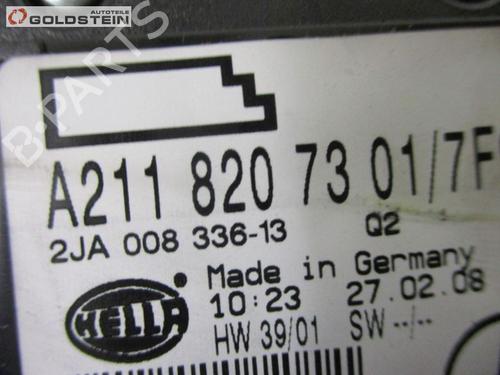 AUTOTEILE
GOLDSTEIN
B-PARTS
A211 820 73 01/7F
2JA 008 336-13 Q2
HELLA
Made in Germany
10:23 27.02.08
HW 39/01 SW --/--